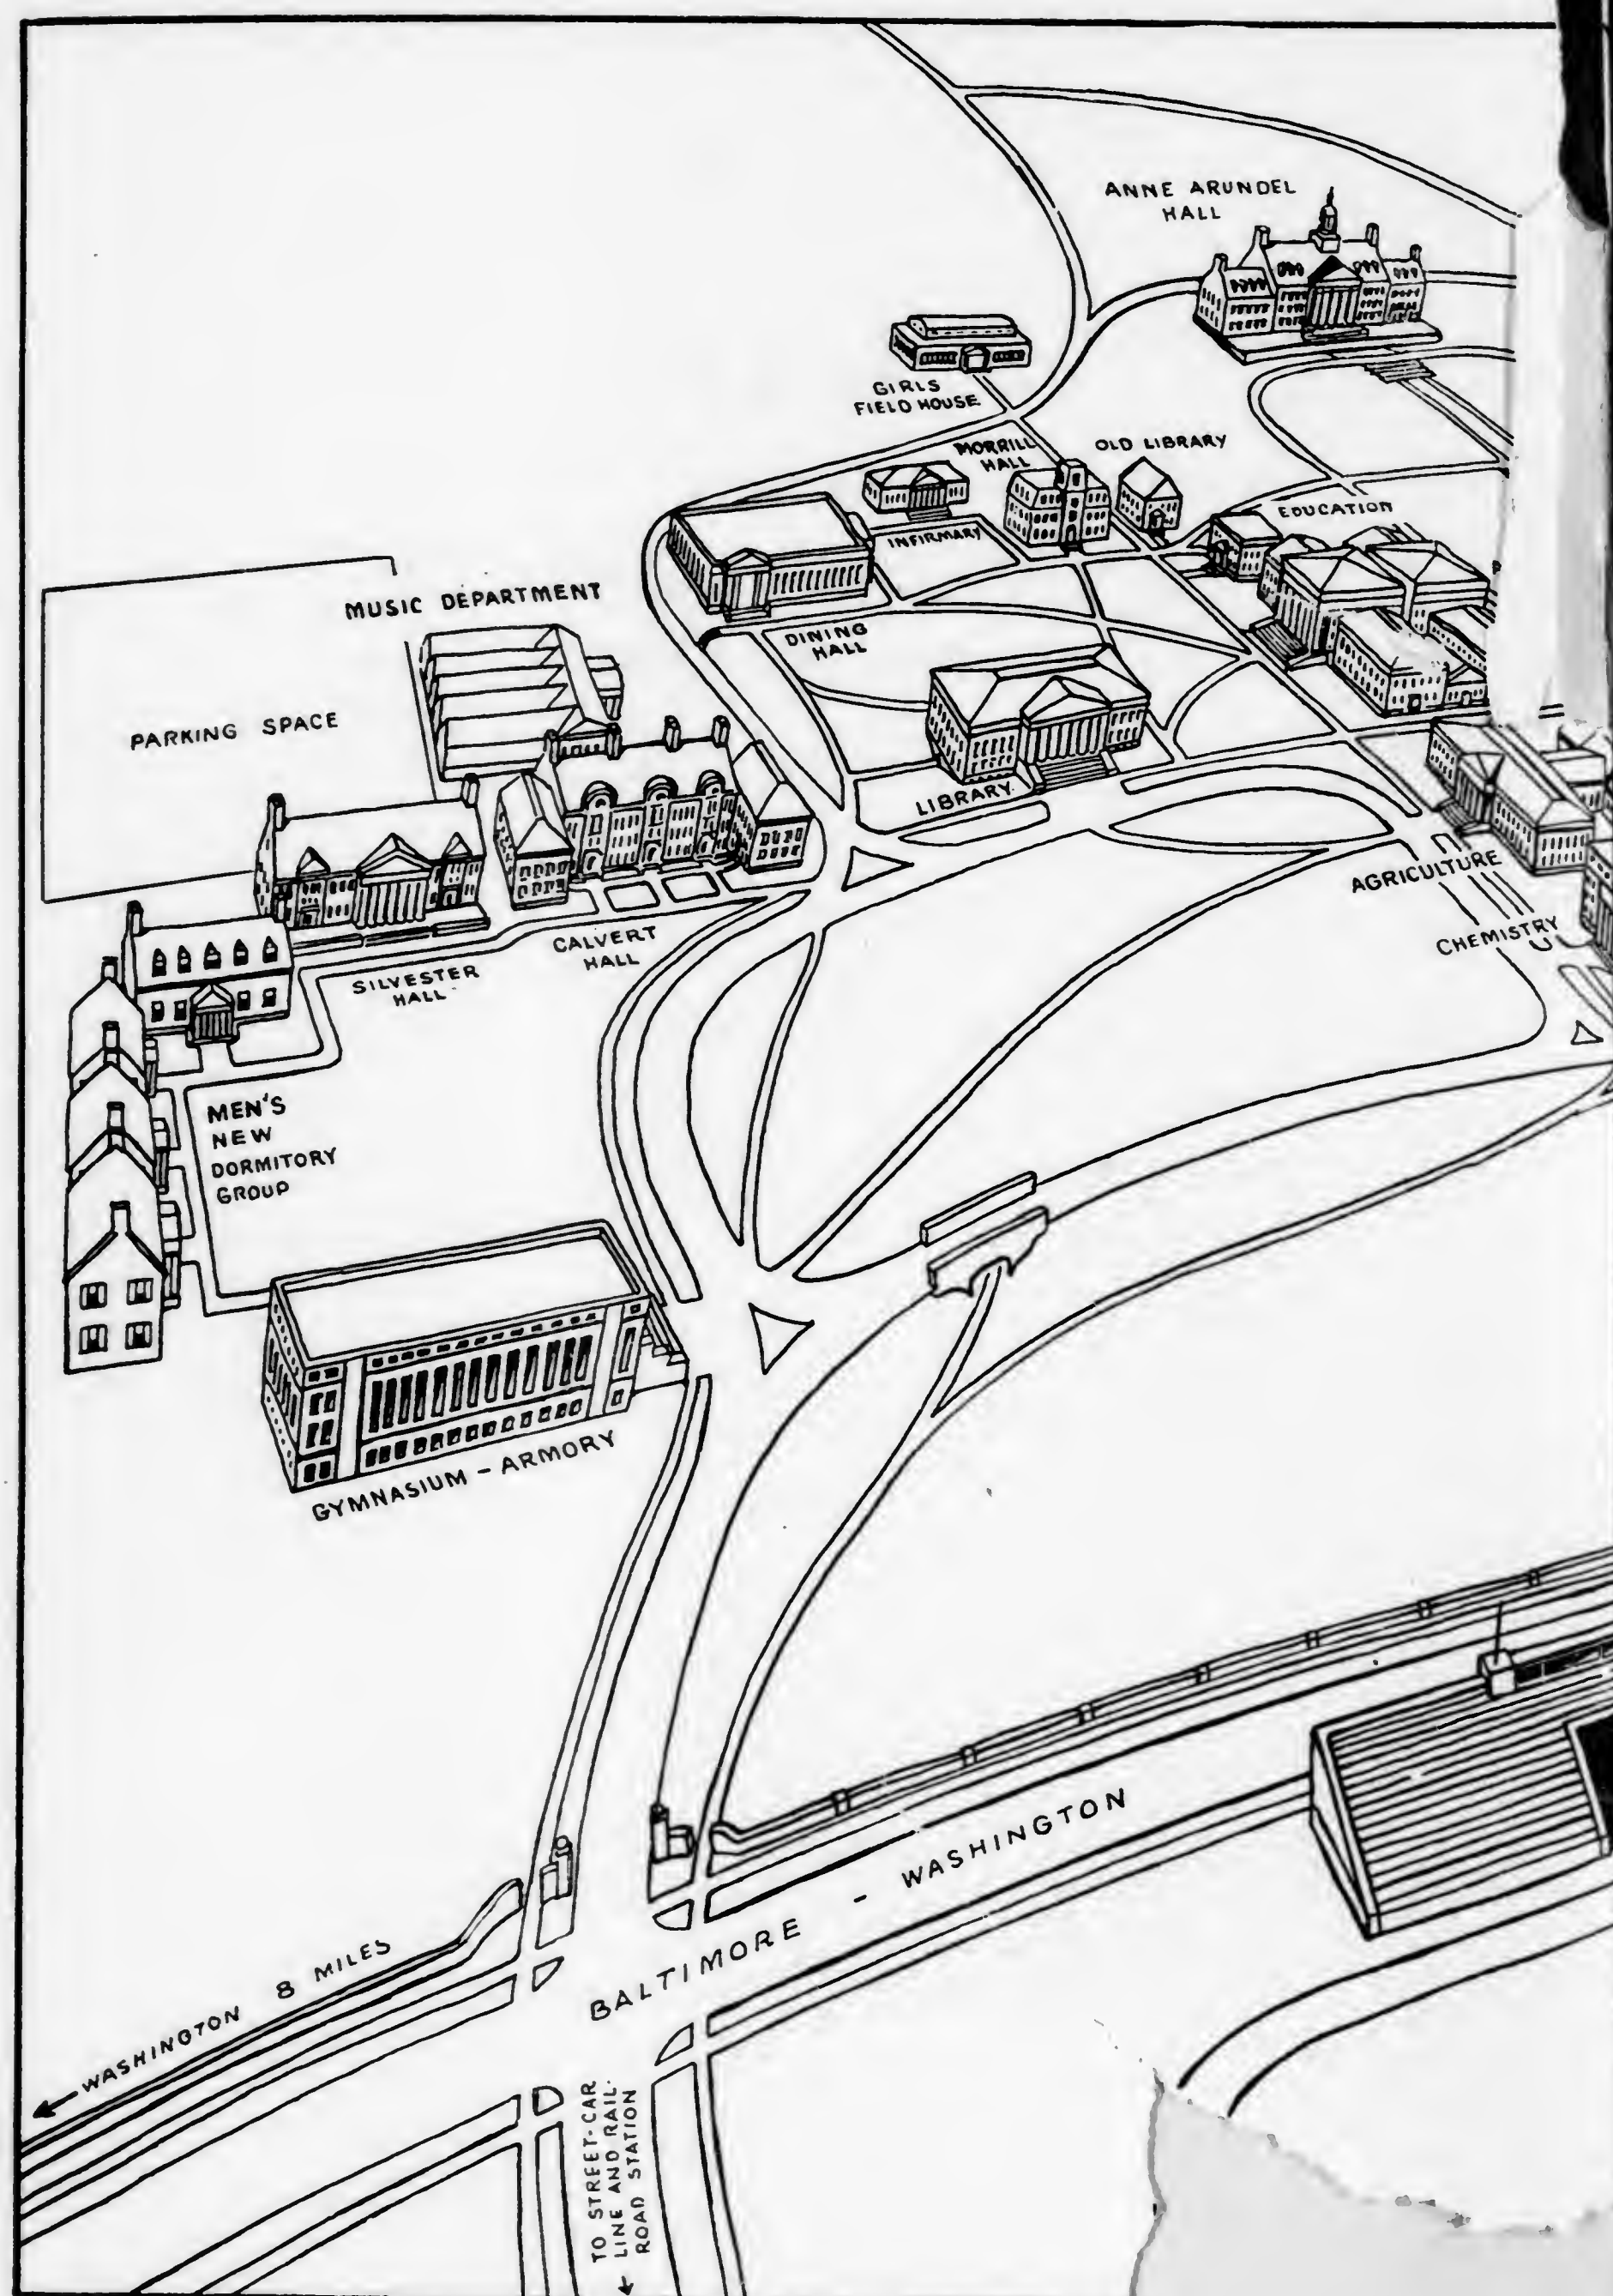 ANNE ARUNDEL
HALL
GIRLS
FIELD HOUSE
MORRILL
HALL
OLD LIBRARY
EDUCATION
INFIRMARY
MUSIC DEPARTMENT
DINING
HALL
PARKING SPACE
LIBRARY
AGRICULTURE
CHEMISTRY
CALVERT
HALL
SILVESTER
HALL
MEN'S
NEW
DORMITORY
GROUP
GYMNASIUM - ARMORY
BALTIMORE - WASHINGTON
WASHINGTON 8 MILES
TO STREET-CAR
LINE AND RAIL-
ROAD STATION